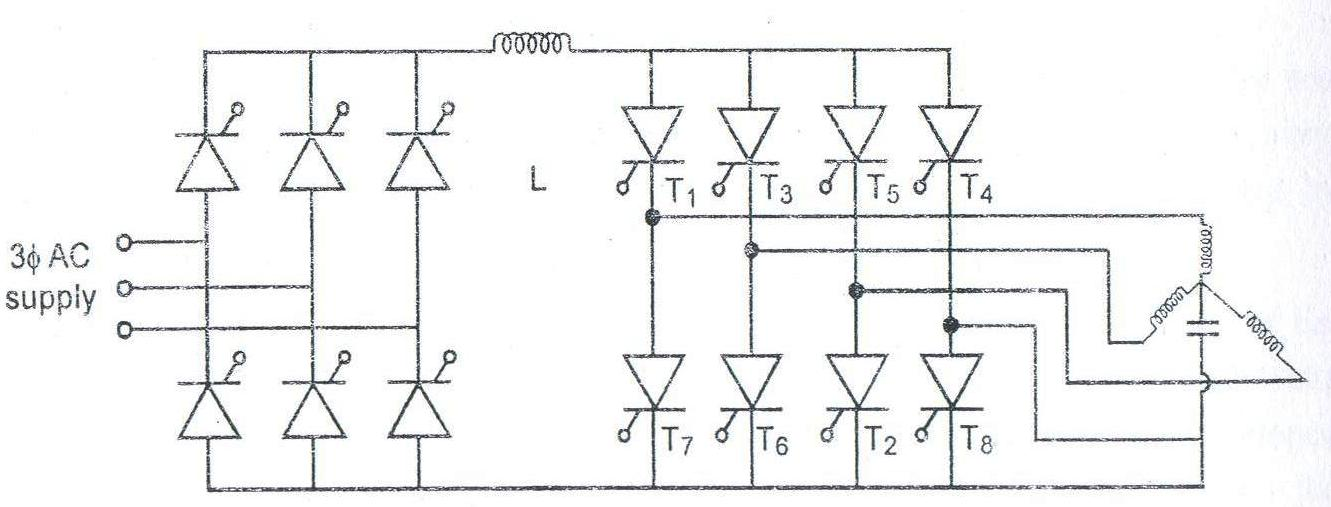 L
T1 T3 T5 T4
3ϕ AC
supply
T7 T6 T2 T8